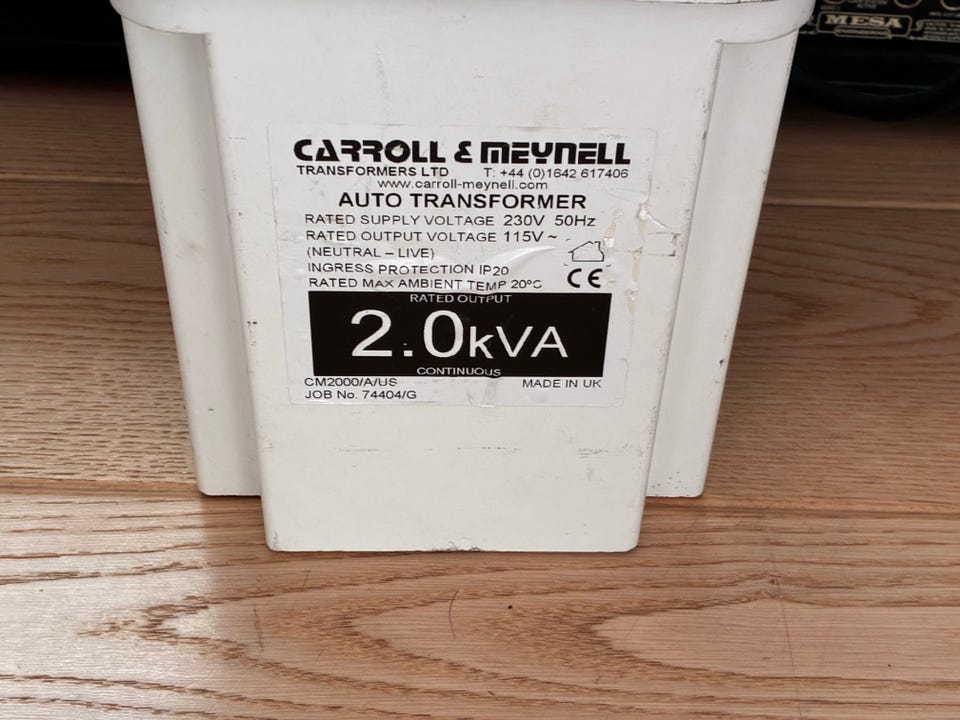 MESA
CARROLL & MEYNELL
TRANSFORMERS LTD T: +44 (0)1642 617406
www.carroll-meynell.com
AUTO TRANSFORMER
RATED SUPPLY VOLTAGE 230V 50Hz
RATED OUTPUT VOLTAGE 115V ~
(NEUTRAL – LIVE)
INGRESS PROTECTION IP20
RATED MAX AMBIENT TEMP 20°C CE
RATED OUTPUT
2.0kVA
CONTINUOUS
CM2000/A/US MADE IN UK
JOB No. 74404/G